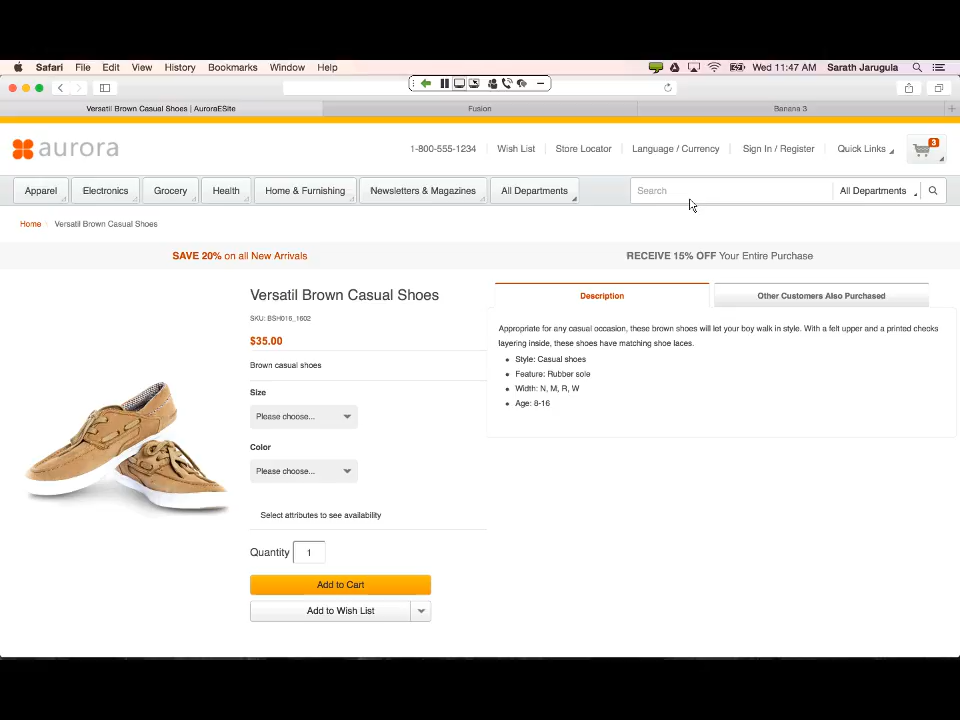 Safari File Edit View History Bookmarks Window Help Wed 11:47 AM Sarath Jarugula
Versatil Brown Casual Shoes | AuroraESite Fusion Banana 3
aurora 1-800-555-1234 Wish List Store Locator Language / Currency Sign In / Register Quick Links 3
Apparel Electronics Grocery Health Home & Furnishing Newsletters & Magazines All Departments Search All Departments
Home Versatil Brown Casual Shoes
SAVE 20% on all New Arrivals RECEIVE 15% OFF Your Entire Purchase
Versatil Brown Casual Shoes
SKU: BSH016_1602
$35.00
Brown casual shoes
Size
Please choose...
Color
Please choose...
Select attributes to see availability
Quantity 1
Add to Cart
Add to Wish List
Description Other Customers Also Purchased
Appropriate for any casual occasion, these brown shoes will let your boy walk in style. With a felt upper and a printed checks
layering inside, these shoes have matching shoe laces.
Style: Casual shoes
Feature: Rubber sole
Width: N, M, R, W
Age: 8-16